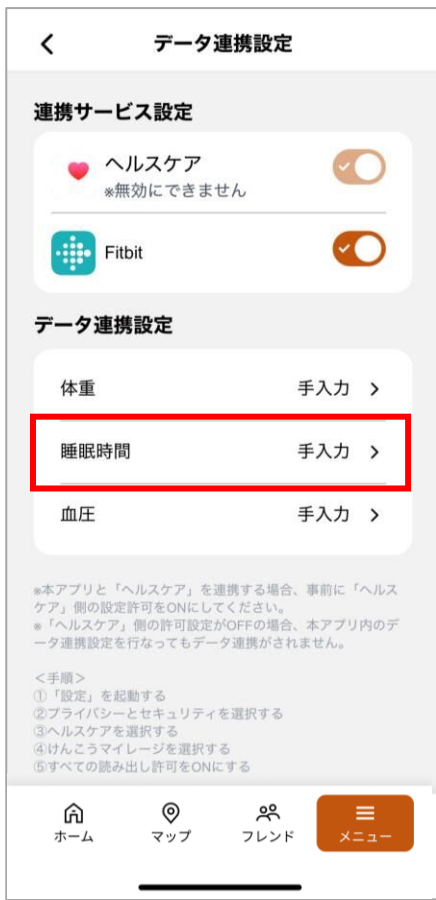 データ連携設定
連携サービス設定
ヘルスケア
※無効にできません
Fitbit
データ連携設定
体重 手入力
睡眠時間 手入力
血圧 手入力
※本アプリと「ヘルスケア」を連携する場合、事前に「ヘルス
ケア」側の設定許可をONにしてください。
※「ヘルスケア」側の許可設定がOFFの場合、本アプリ内のデ
ータ連携設定を行なってもデータ連携がされません。
＜手順＞
①「設定」を起動する
②プライバシーとセキュリティを選択する
③ヘルスケアを選択する
④けんこうマイレージを選択する
⑤すべての読み出し許可をONにする
ホーム マップ フレンド メニュー